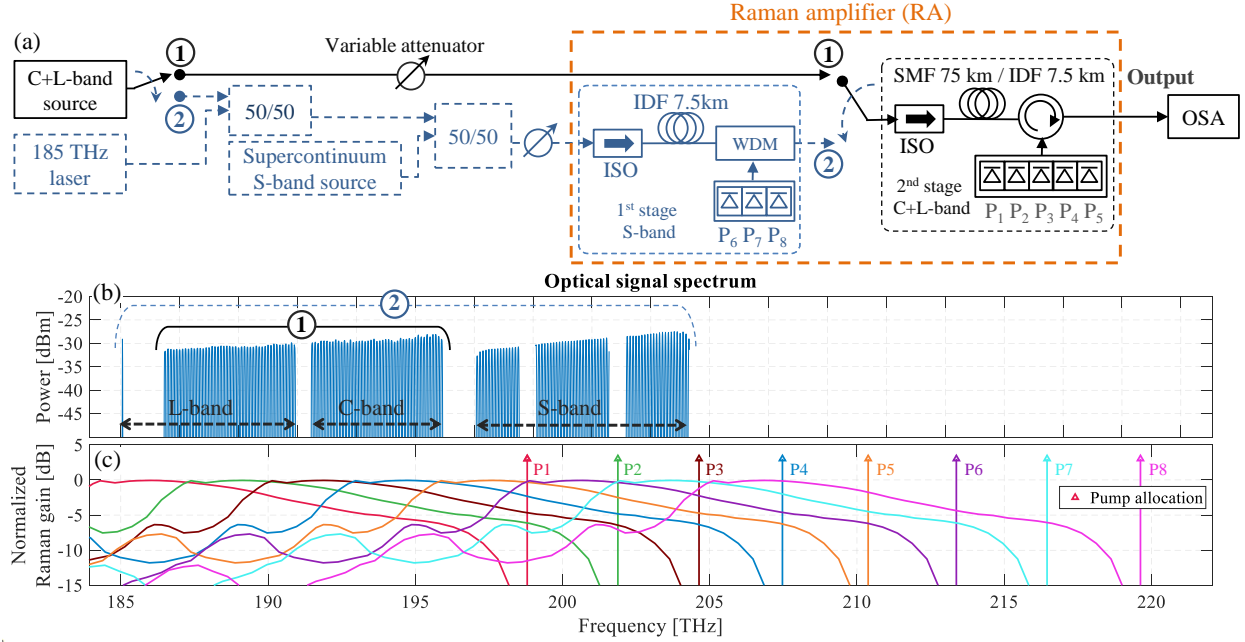 Raman amplifier (RA)
(a)
1
Variable attenuator
1
C+L-band
source
SMF 75 km / IDF 7.5 km
Output
2
50/50
IDF 7.5km
OSA
185 THz
laser
50/50
WDM
ISO
Supercontinuum
S-band source
2
ISO
2nd stage
C+L-band
1st stage
S-band
P1 P2 P3 P4 P5
P6 P7 P8
Optical signal spectrum
(b)
2
1
Power [dBm]
-20
-25
-30
-35
-40
-45
L-band
C-band
S-band
(c)
Normalized
Raman gain [dB]
5
0
-5
-10
-15
P1
P2
P3
P4
P5
P6
P7
P8
Pump allocation
185
190
195
200
205
210
215
220
Frequency [THz]